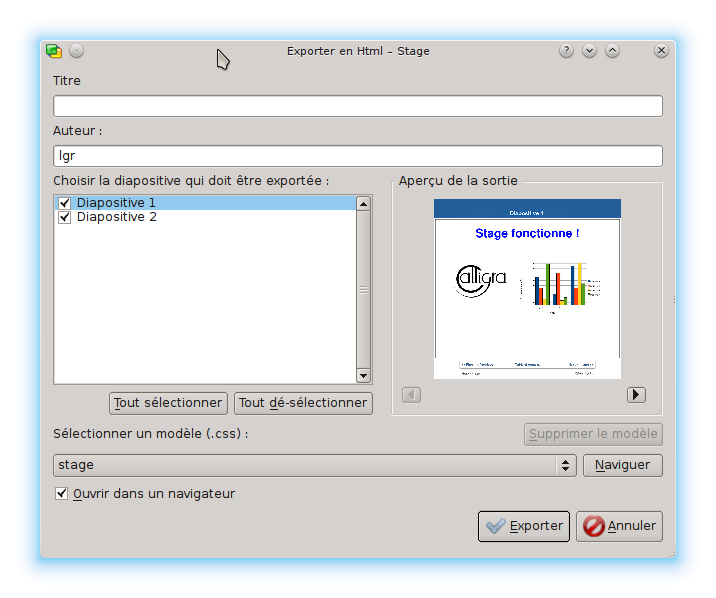 Exporter en Html – Stage
Titre
Auteur :
lgr
Choisir la diapositive qui doit être exportée :
Diapositive 1
Diapositive 2
Tout sélectionner
Tout dé-sélectionner
Aperçu de la sortie
Diapositive 1
Stage fonctionne !
Calligra
Sélectionner un modèle (.css) :
Supprimer le modèle
stage
Naviguer
Ouvrir dans un navigateur
Exporter
Annuler